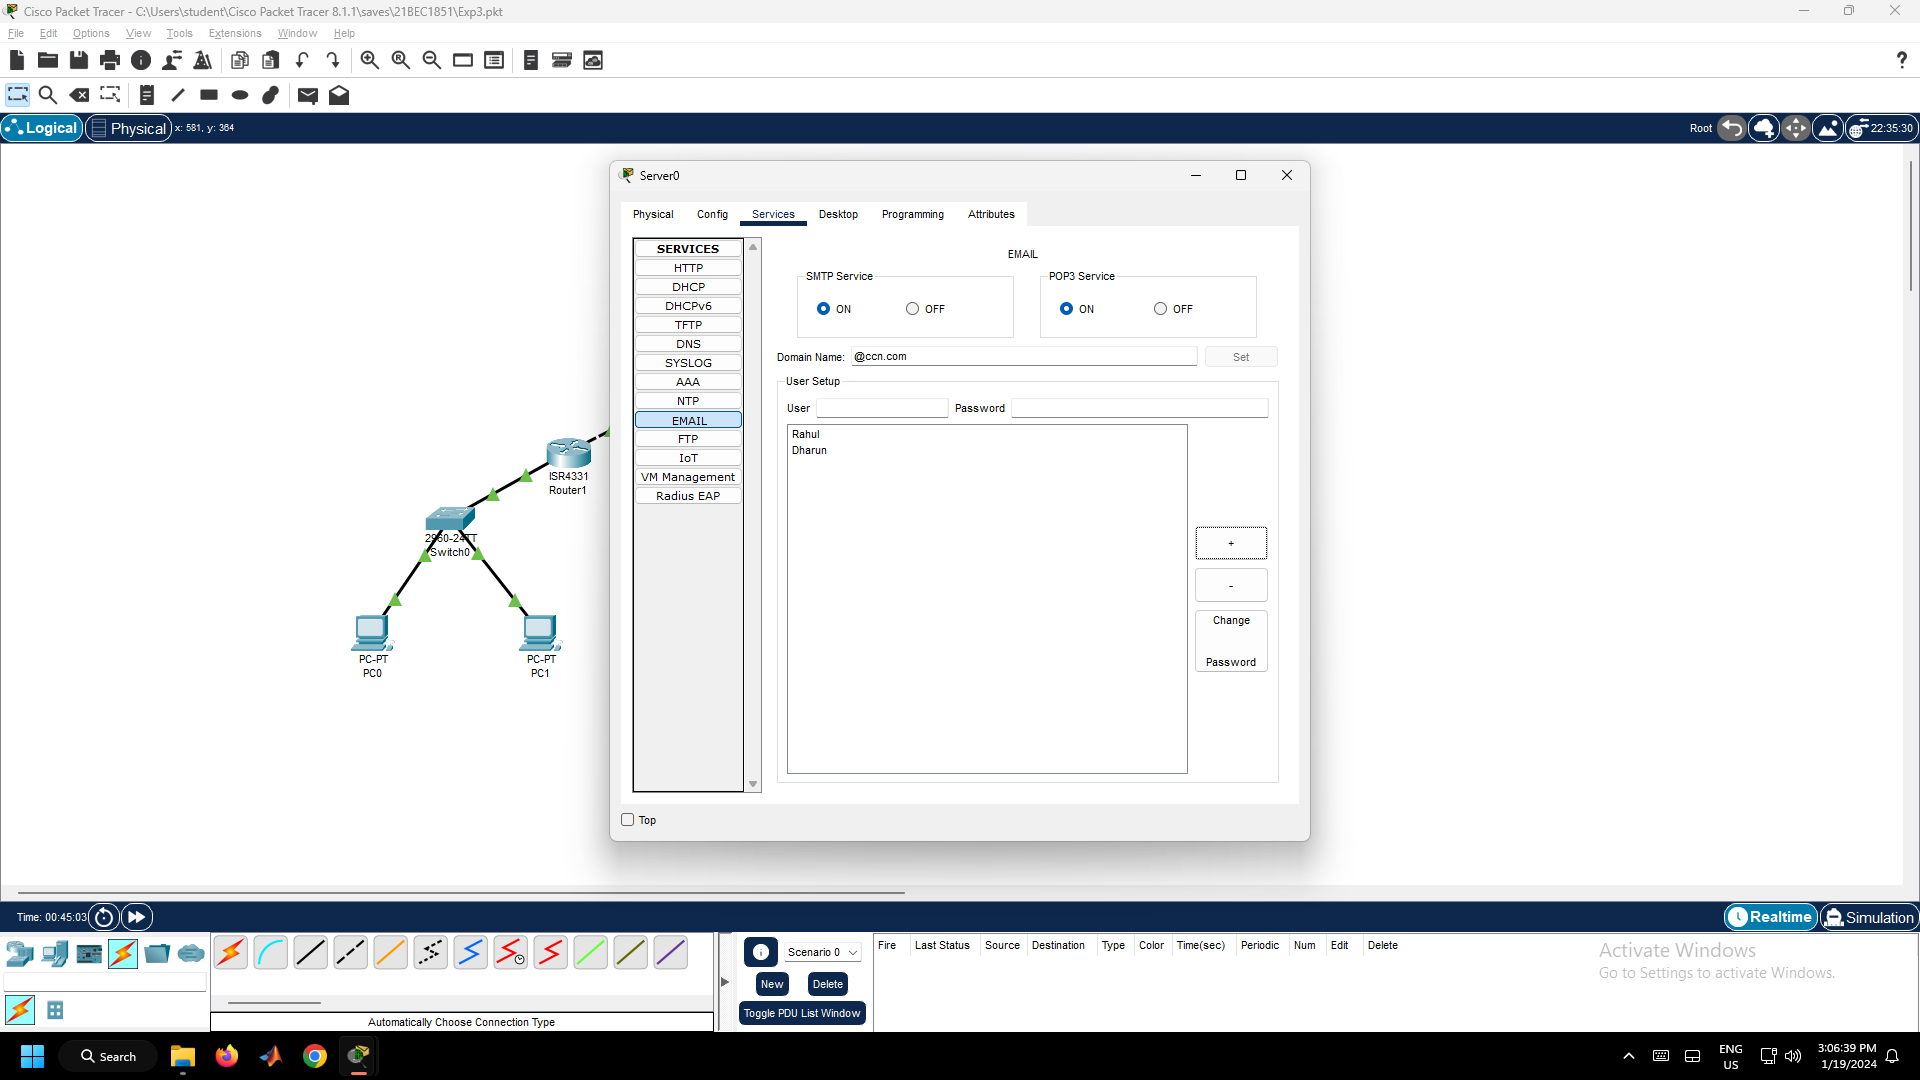 Cisco Packet Tracer - C:\Users\student\Cisco Packet Tracer 8.1.1\saves\21BEC1851\Exp3.pkt
File Edit Options View Tools Extensions Window Help
Logical Physical x: 581, y: 364 Root 22:35:30
Server0
Physical Config Services Desktop Programming Attributes
SERVICES
HTTP
DHCP
DHCPv6
TFTP
DNS
SYSLOG
AAA
NTP
EMAIL
FTP
IoT
VM Management
Radius EAP
EMAIL
SMTP Service
ON OFF
POP3 Service
ON OFF
Domain Name: @ccn.com Set
User Setup
User Password
Rahul
Dharun
+
-
Change
Password
Top
ISR4331
Router1
2960-24TT
Switch0
PC-PT
PC0
PC-PT
PC1
Time: 00:45:03
Realtime Simulation
Automatically Choose Connection Type
Scenario 0
New Delete
Toggle PDU List Window
Fire Last Status Source Destination Type Color Time(sec) Periodic Num Edit Delete
Activate Windows
Go to Settings to activate Windows.
Search
ENG
US
3:06:39 PM
1/19/2024